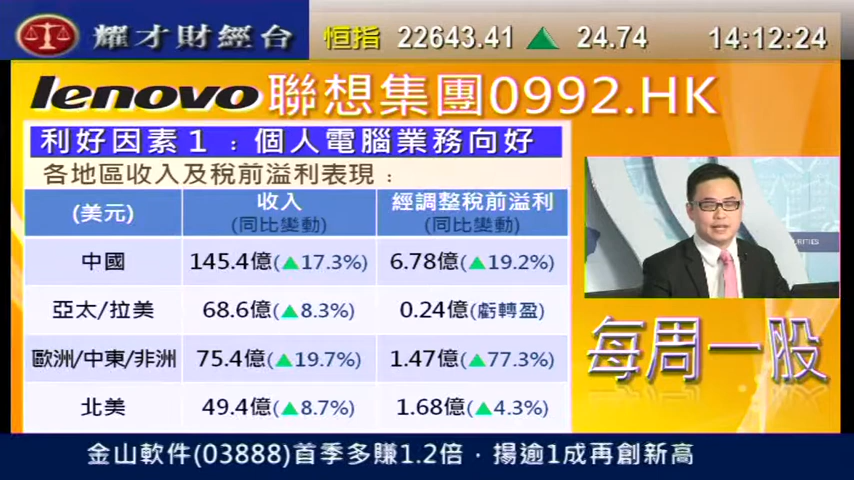 耀才財經台
恒指 22643.41 ▲ 24.74 14:12:24
lenovo 聯想集團0992.HK
利好因素1：個人電腦業務向好
各地區收入及稅前溢利表現：
(美元) 收入 (同比變動) 經調整稅前溢利 (同比變動)
中國 145.4億(▲17.3%) 6.78億(▲19.2%)
亞太/拉美 68.6億(▲8.3%) 0.24億(虧轉盈)
歐洲/中東/非洲 75.4億(▲19.7%) 1.47億(▲77.3%)
北美 49.4億(▲8.7%) 1.68億(▲4.3%)
每周一股
金山軟件(03888)首季多賺1.2倍．揚逾1成再創新高